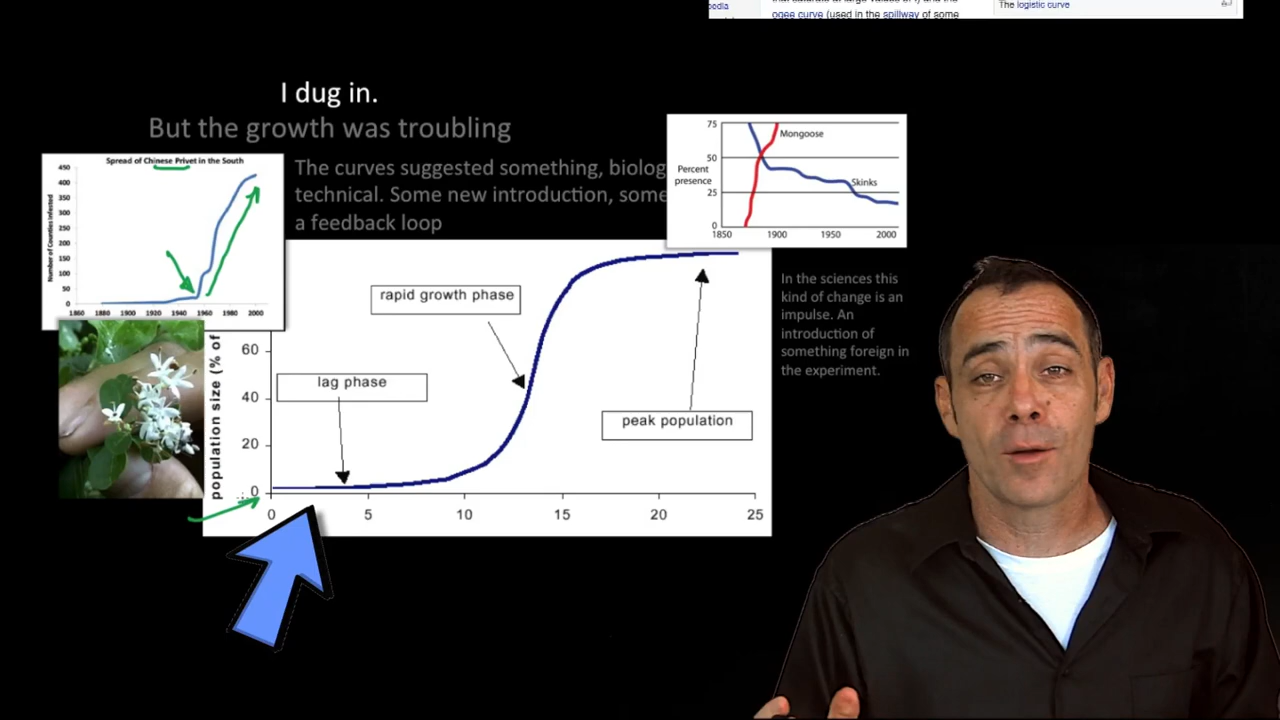 pedia
ogee curve (used in the spillway of some
The logistic curve
I dug in.
But the growth was troubling
Spread of Chinese Privet in the South
Number of Counties Infested
450
400
350
300
250
200
150
100
50
0
1860 1880 1900 1920 1940 1960 1980 2000
The curves suggested something, biolog
technical. Some new introduction, some
a feedback loop
75
50
25
0
Percent
presence
Mongoose
Skinks
1850 1900 1950 2000
In the sciences this
kind of change is an
impulse. An
introduction of
something foreign in
the experiment.
population size (% of
60
40
20
0
rapid growth phase
lag phase
peak population
0 5 10 15 20 25